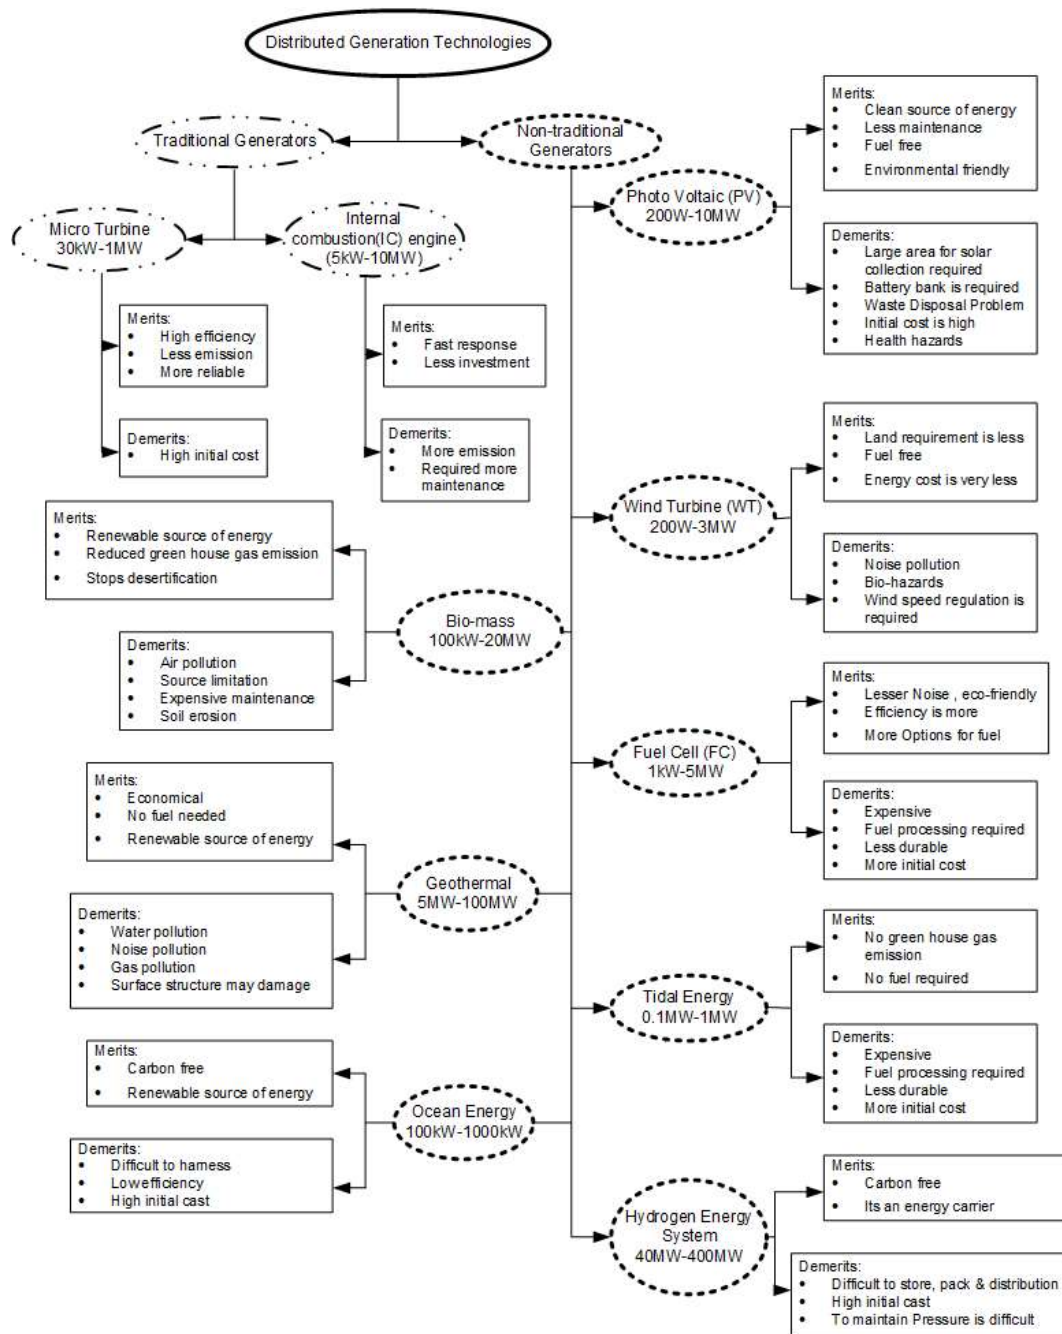 Distributed Generation Technologies
Traditional Generators
Non-traditional
Generators
Micro Turbine
30kW-1MW
Internal
combustion(IC) engine
(5kW-10MW)
Merits:
• High efficiency
• Less emission
• More reliable
Demerits:
• High initial cost
Merits:
• Fast response
• Less investment
Demerits:
• More emission
• Required more
maintenance
Photo Voltaic (PV)
200W-10MW
Merits:
• Clean source of energy
• Less maintenance
• Fuel free
• Environmental friendly
Demerits:
• Large area for solar
collection required
• Battery bank is required
• Waste Disposal Problem
• Initial cost is high
• Health hazards
Wind Turbine (WT)
200W-3MW
Merits:
• Land requirement is less
• Fuel free
• Energy cost is very less
Demerits:
• Noise pollution
• Bio-hazards
• Wind speed regulation is
required
Bio-mass
100kW-20MW
Merits:
• Renewable source of energy
• Reduced green house gas emission
• Stops desertification
Demerits:
• Air pollution
• Source limitation
• Expensive maintenance
• Soil erosion
Fuel Cell (FC)
1kW-5MW
Merits:
• Lesser Noise , eco-friendly
• Efficiency is more
• More Options for fuel
Demerits:
• Expensive
• Fuel processing required
• Less durable
• More initial cost
Geothermal
5MW-100MW
Merits:
• Economical
• No fuel needed
• Renewable source of energy
Demerits:
• Water pollution
• Noise pollution
• Gas pollution
• Surface structure may damage
Tidal Energy
0.1MW-1MW
Merits:
• No green house gas
emission
• No fuel required
Demerits:
• Expensive
• Fuel processing required
• Less durable
• More initial cost
Ocean Energy
100kW-1000kW
Merits:
• Carbon free
• Renewable source of energy
Demerits:
• Difficult to harness
• Low efficiency
• High initial cast
Hydrogen Energy
System
40MW-400MW
Merits:
• Carbon free
• Its an energy carrier
Demerits:
• Difficult to store, pack & distribution
• High initial cast
• To maintain Pressure is difficult